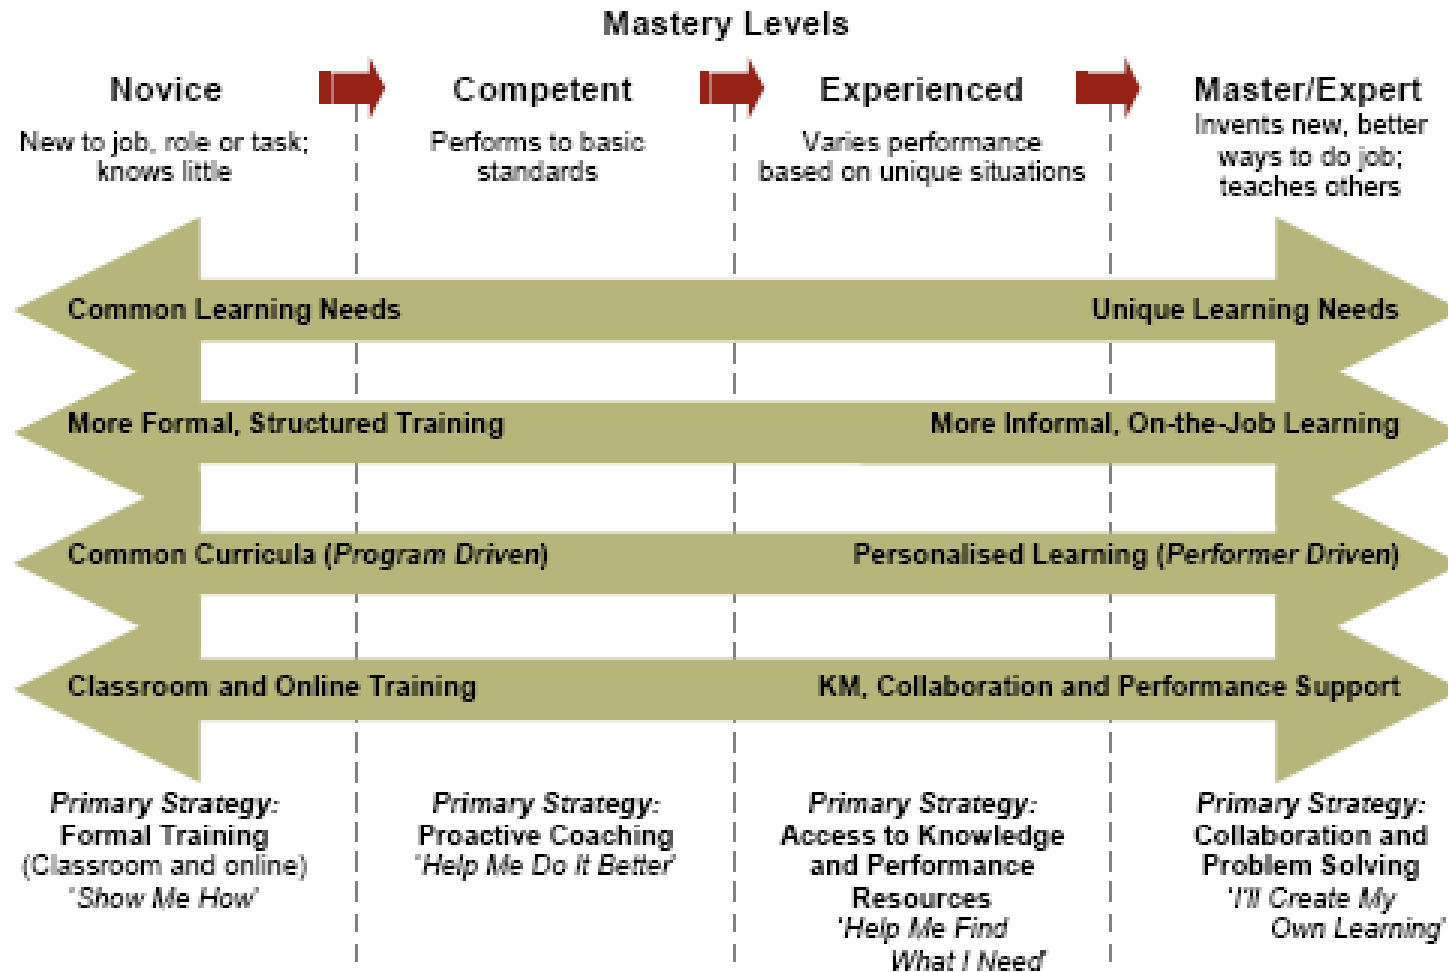 Mastery Levels
Novice
New to job, role or task;
knows little
Competent
Performs to basic
standards
Experienced
Varies performance
based on unique situations
Master/Expert
Invents new, better
ways to do job;
teaches others
Common Learning Needs
Unique Learning Needs
More Formal, Structured Training
More Informal, On-the-Job Learning
Common Curricula (Program Driven)
Personalised Learning (Performer Driven)
Classroom and Online Training
KM, Collaboration and Performance Support
Primary Strategy:
Formal Training
(Classroom and online)
'Show Me How'
Primary Strategy:
Proactive Coaching
'Help Me Do It Better'
Primary Strategy:
Access to Knowledge
and Performance
Resources
'Help Me Find
What I Need'
Primary Strategy:
Collaboration and
Problem Solving
'I'll Create My
Own Learning'